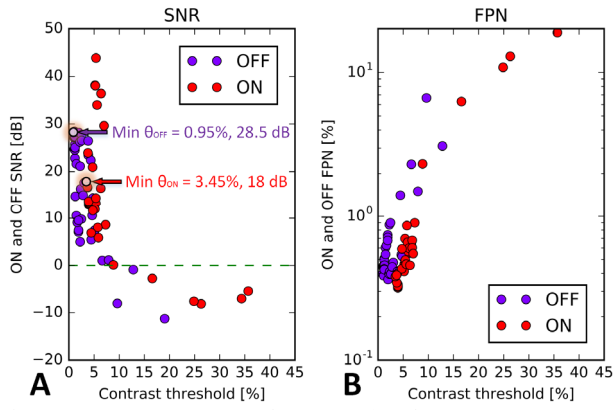 SNR
ON and OFF SNR [dB]
50
40
30
20
10
0
−10
−20
OFF
ON
Min θOFF = 0.95%, 28.5 dB
Min θON = 3.45%, 18 dB
0 5 10 15 20 25 30 35 40 45
Contrast threshold [%]
A
FPN
ON and OFF FPN [%]
10¹
10⁰
10⁻¹
OFF
ON
0 5 10 15 20 25 30 35 40 45
Contrast threshold [%]
B